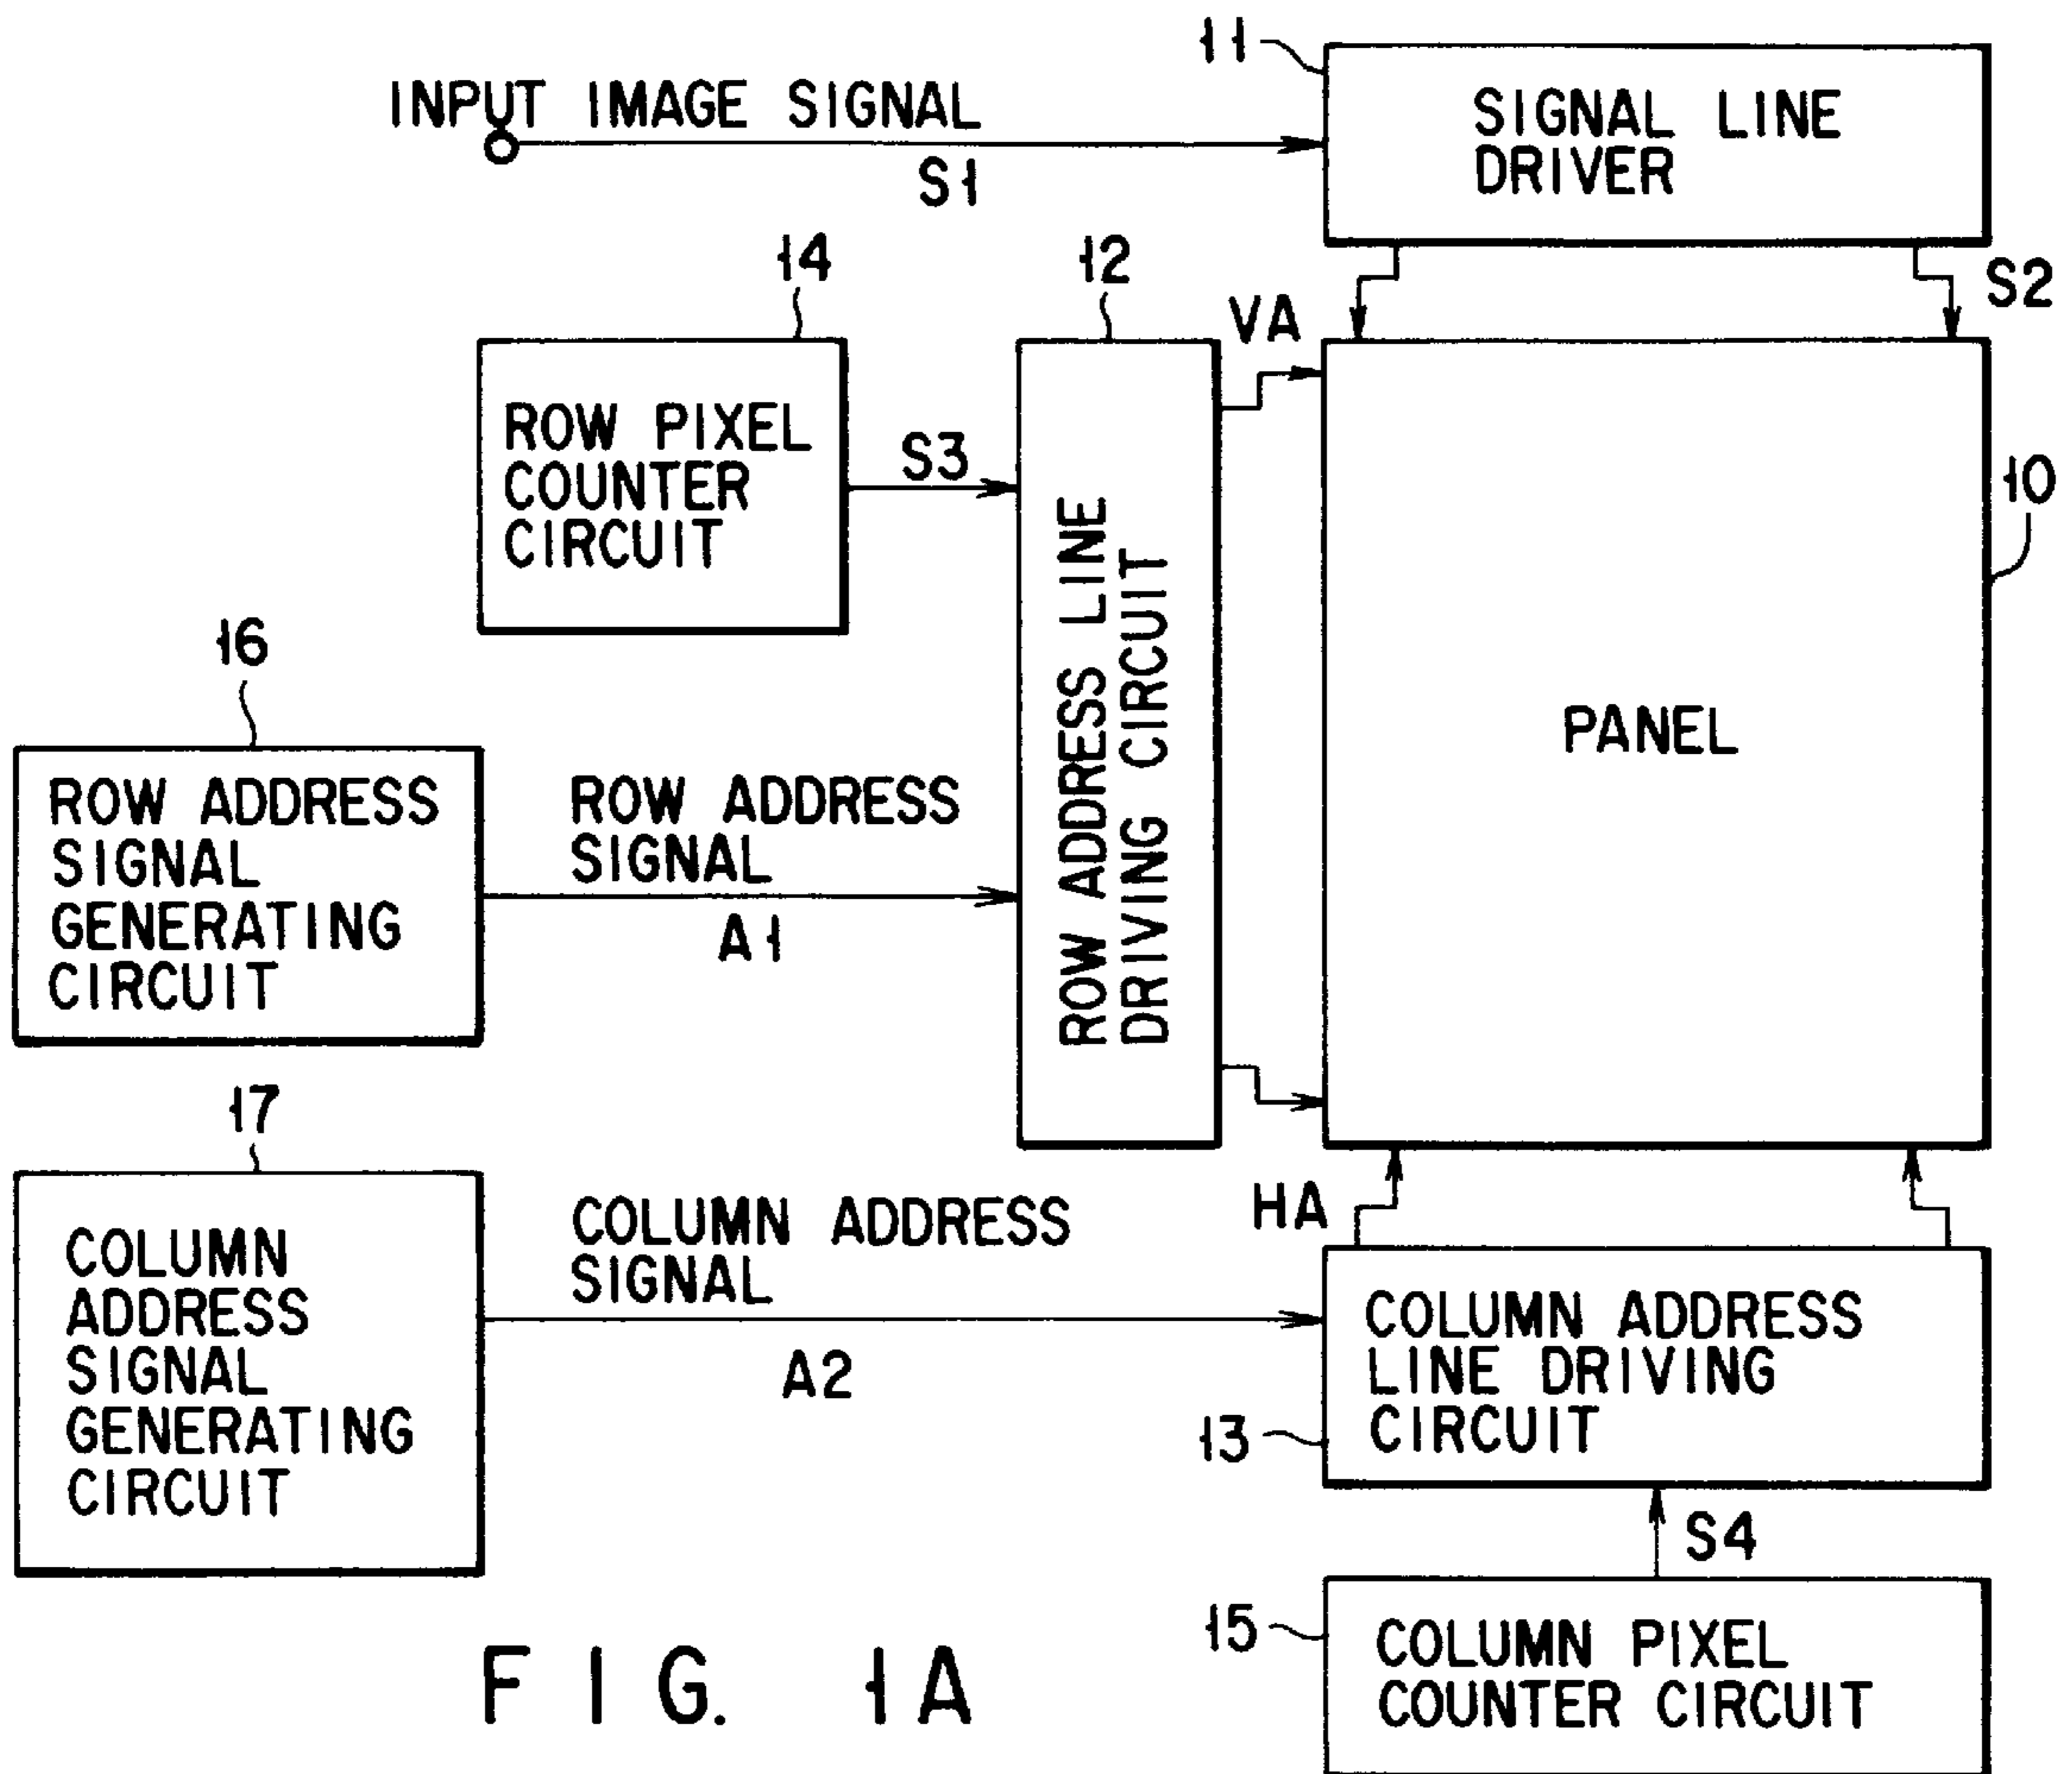 11
INPUT IMAGE SIGNAL
S1
SIGNAL LINE
DRIVER
S2
14
12
VA
ROW PIXEL
COUNTER
CIRCUIT
S3
10
ROW ADDRESS LINE
DRIVING CIRCUIT
PANEL
16
ROW ADDRESS
SIGNAL
GENERATING
CIRCUIT
ROW ADDRESS
SIGNAL
A1
17
COLUMN
ADDRESS
SIGNAL
GENERATING
CIRCUIT
COLUMN ADDRESS
SIGNAL
A2
HA
COLUMN ADDRESS
LINE DRIVING
CIRCUIT
13
S4
15
COLUMN PIXEL
COUNTER CIRCUIT
FIG. 1A